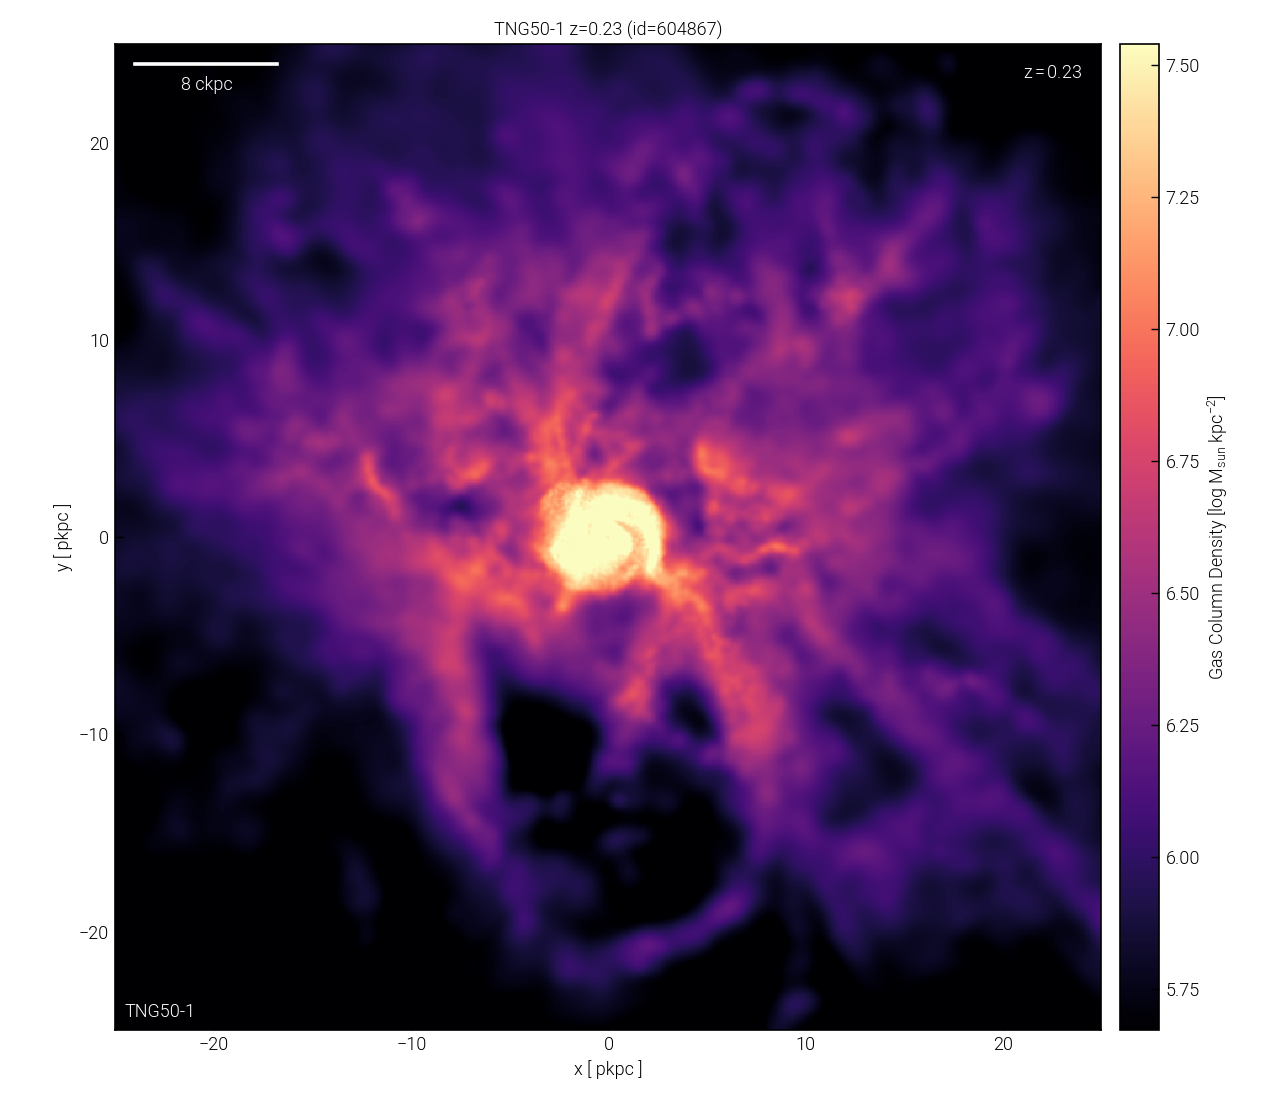 TNG50-1 z=0.23 (id=604867)
8 ckpc
z=0.23
TNG50-1
20
10
0
−10
−20
y [ pkpc ]
−20
−10
0
10
20
x [ pkpc ]
7.50
7.25
7.00
6.75
6.50
6.25
6.00
5.75
Gas Column Density [log M_sun kpc^−2]